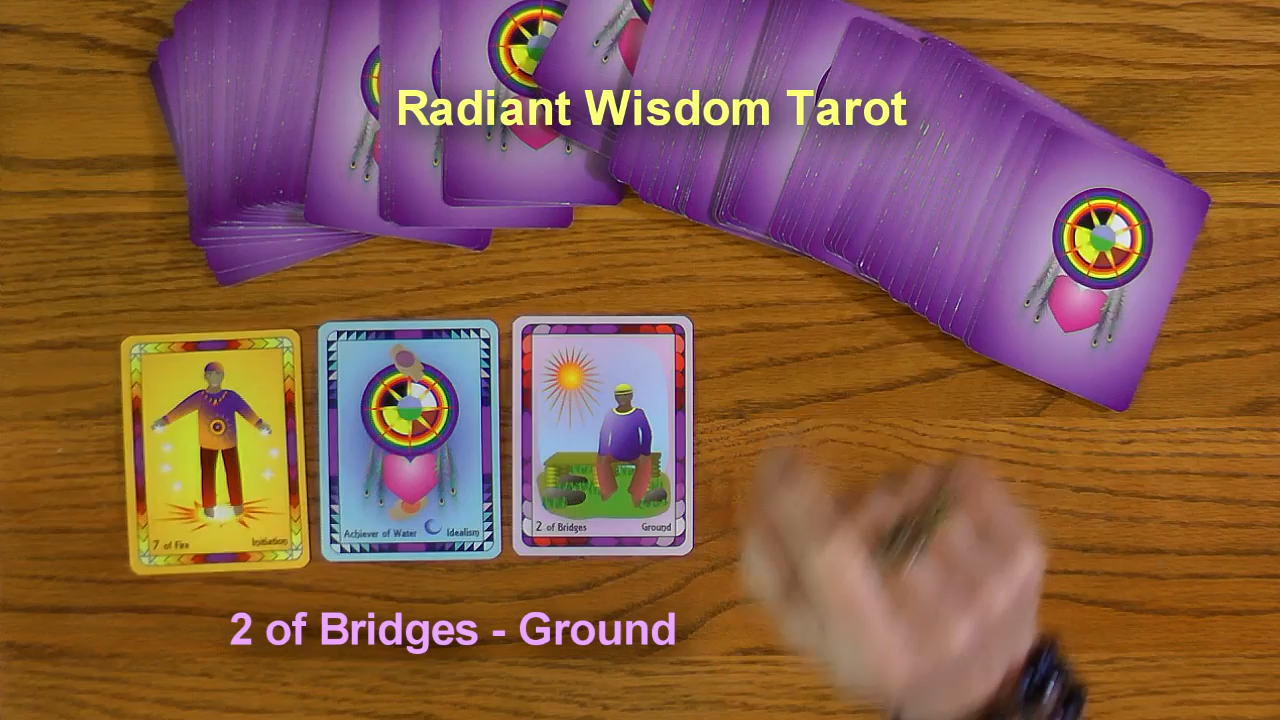 Radiant Wisdom Tarot
7 of Fire Initiation
Achiever of Water Idealism
2 of Bridges Ground
2 of Bridges - Ground